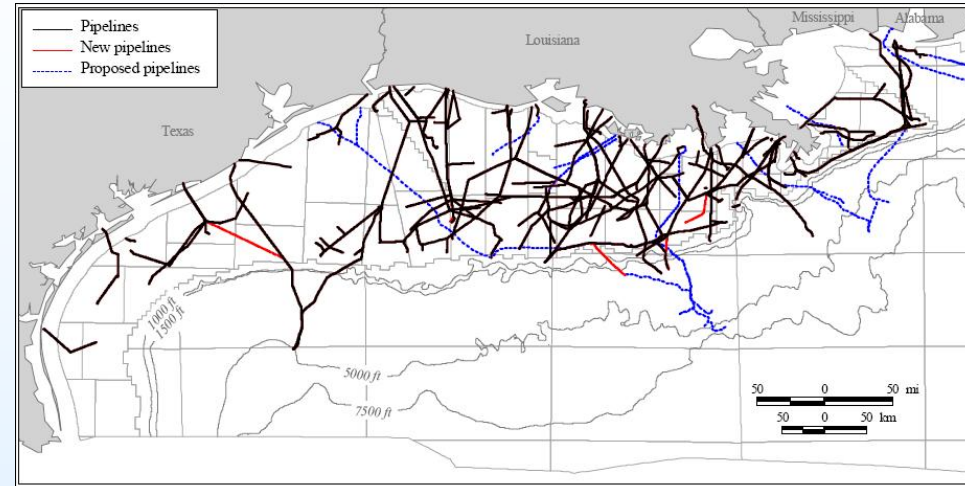 Pipelines
New pipelines
Proposed pipelines
Mississippi
Alabama
Louisiana
Texas
1000 ft
1500 ft
5000 ft
7500 ft
50 0 50 mi
50 0 50 km